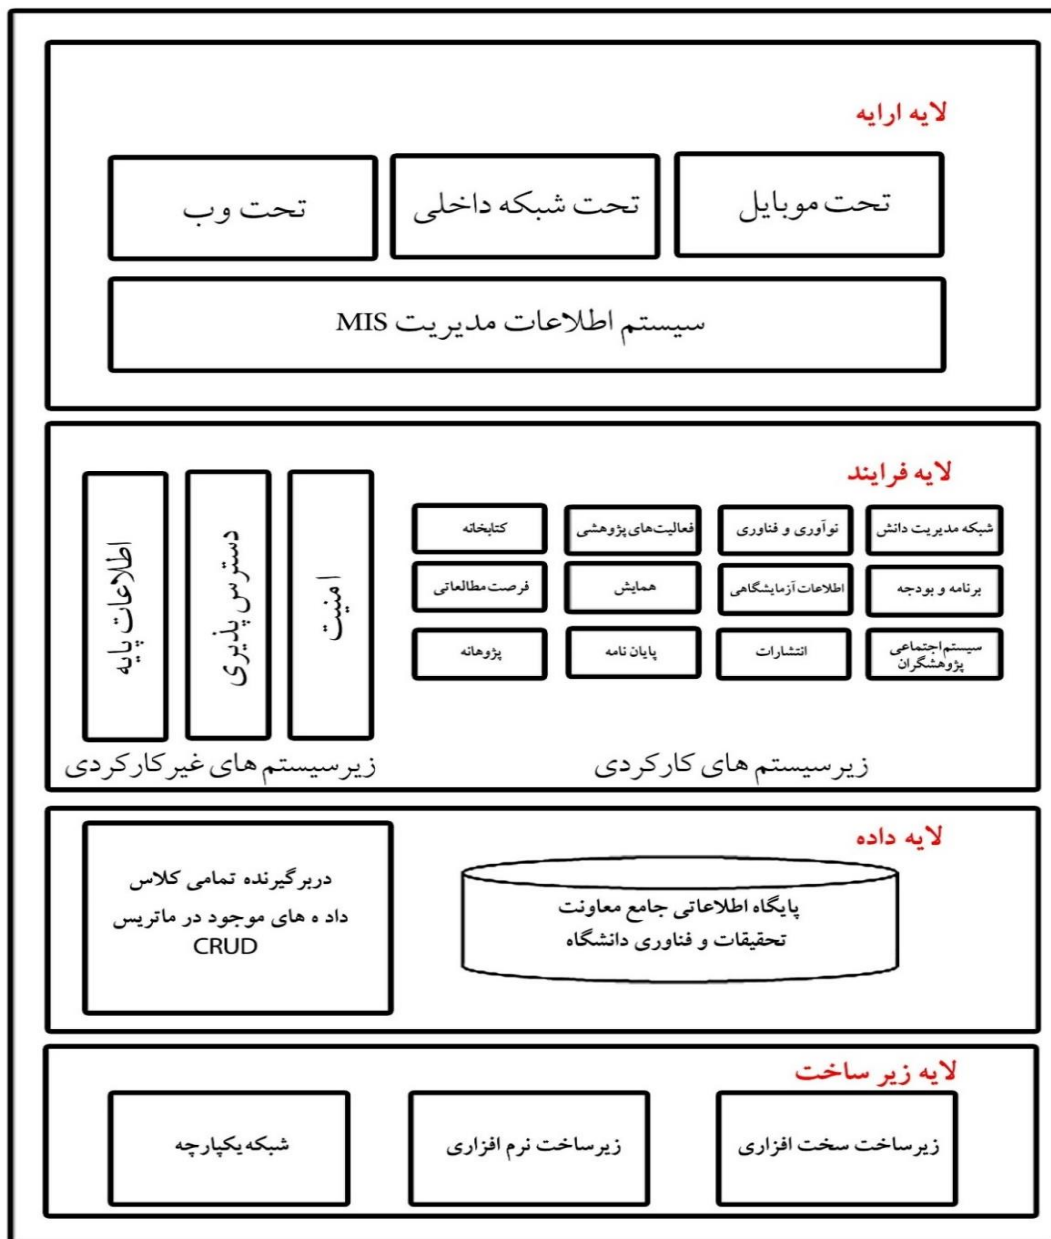 لایه ارایه
تحت موبایل
تحت شبکه داخلی
تحت وب
سیستم اطلاعات مدیریت MIS
لایه فرایند
شبکه مدیریت دانش
نوآوری و فناوری
فعالیت‌های پژوهشی
کتابخانه
برنامه و بودجه
اطلاعات آزمایشگاهی
همایش
فرصت مطالعاتی
سیستم اجتماعی
پژوهشگران
انتشارات
پایان نامه
پژوهانه
زیرسیستم های کارکردی
امنیت
دسترس پذیری
اطلاعات پایه
زیرسیستم های غیرکارکردی
لایه داده
پایگاه اطلاعاتی جامع معاونت
تحقیقات و فناوری دانشگاه
دربرگیرنده تمامی کلاس
داده های موجود در ماتریس
CRUD
لایه زیر ساخت
زیرساخت سخت افزاری
زیرساخت نرم افزاری
شبکه یکپارچه